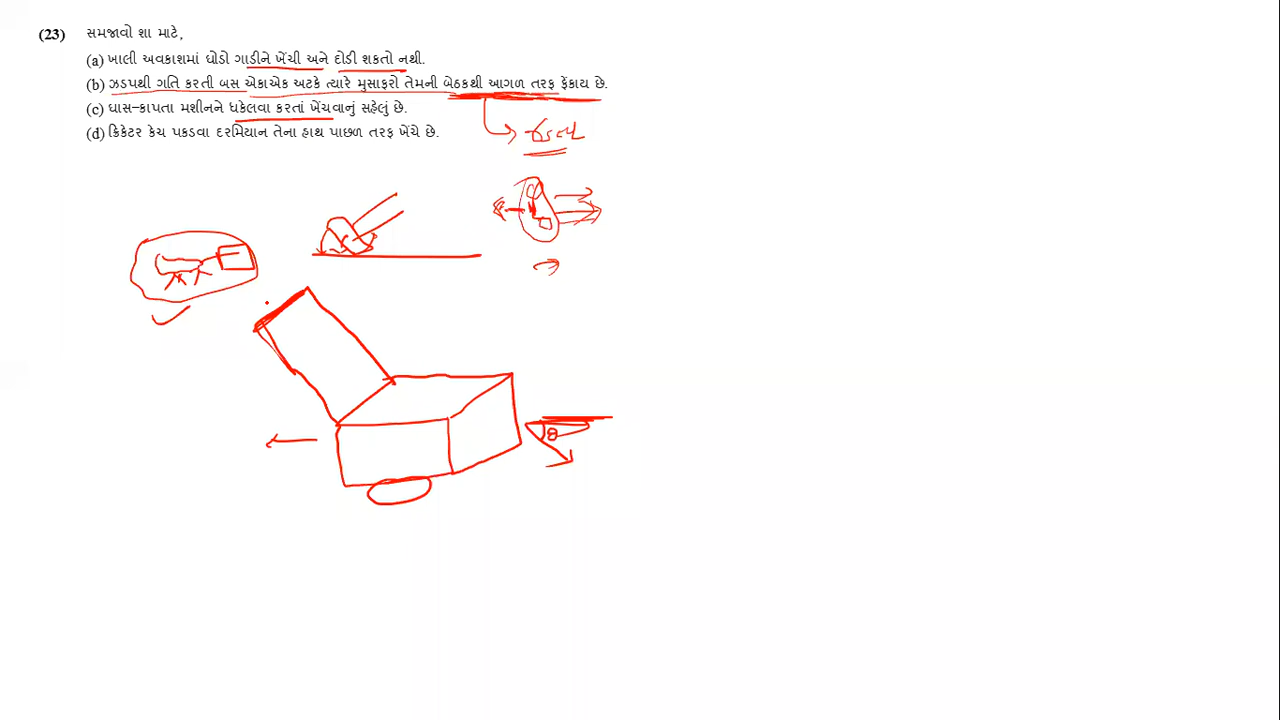 (23) સમજાવો શા માટે,
(a) ખાલી અવકાશમાં ઘોડો ગાડીને ખેંચી અને દોડી શકતો નથી.
(b) ઝડપથી ગતિ કરતી બસ એકાએક અટકે ત્યારે મુસાફરો તેમની બેઠકથી આગળ તરફ ફેંકાય છે.
(c) ઘાસ-કાપતા મશીનને ધકેલવા કરતાં ખેંચવાનું સહેલું છે.
(d) ક્રિકેટર કેચ પકડવા દરમિયાન તેના હાથ પાછળ તરફ ખેંચે છે.
જડત્વ
θ